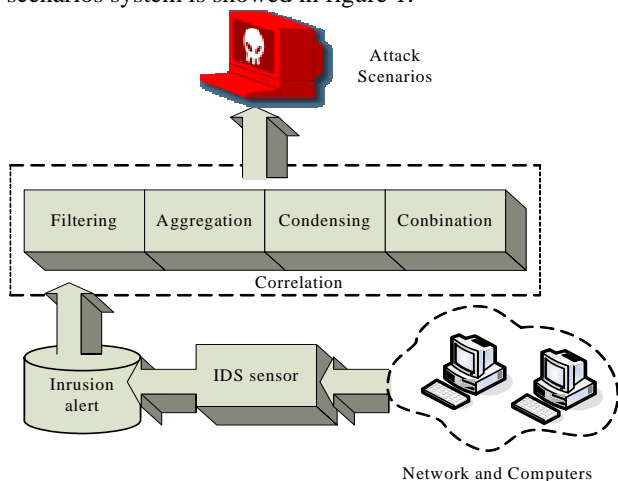 scenarios system is showed in figure 1.
Attack
Scenarios
Filtering
Aggregation
Condensing
Conbination
Correlation
Inrusion
alert
IDS sensor
Network and Computers